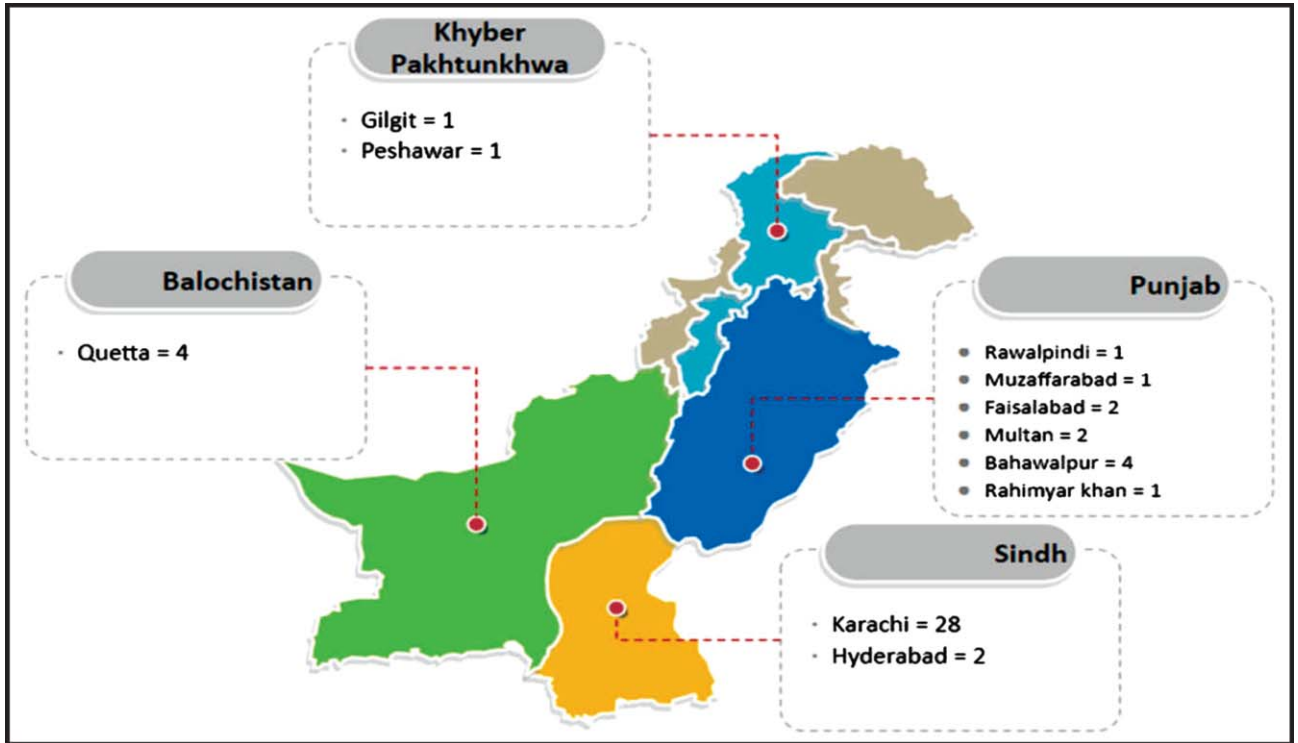 Khyber
Pakhtunkhwa
· Gilgit = 1
· Peshawar = 1
Balochistan
· Quetta = 4
Punjab
• Rawalpindi = 1
• Muzaffarabad = 1
• Faisalabad = 2
• Multan = 2
• Bahawalpur = 4
• Rahimyar khan = 1
Sindh
· Karachi = 28
· Hyderabad = 2